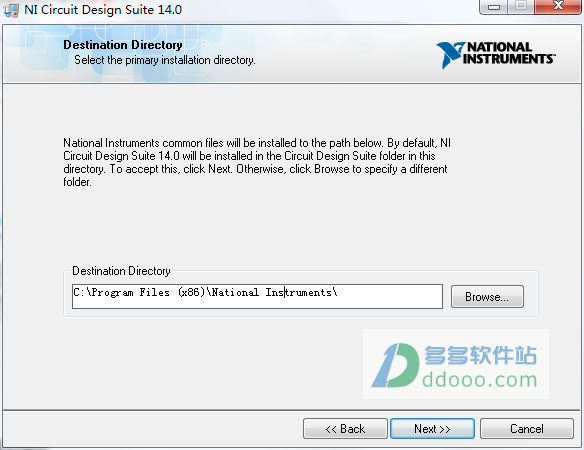 NI Circuit Design Suite 14.0
Destination Directory
Select the primary installation directory.
NATIONAL
INSTRUMENTS™
National Instruments common files will be installed to the path below. By default, NI
Circuit Design Suite 14.0 will be installed in the Circuit Design Suite folder in this
directory. To accept this, click Next. Otherwise, click Browse to specify a different
folder.
Destination Directory
C:\Program Files (x86)\National Instruments\
Browse...
多多软件站
ddooo.com
<< Back
Next >>
Cancel